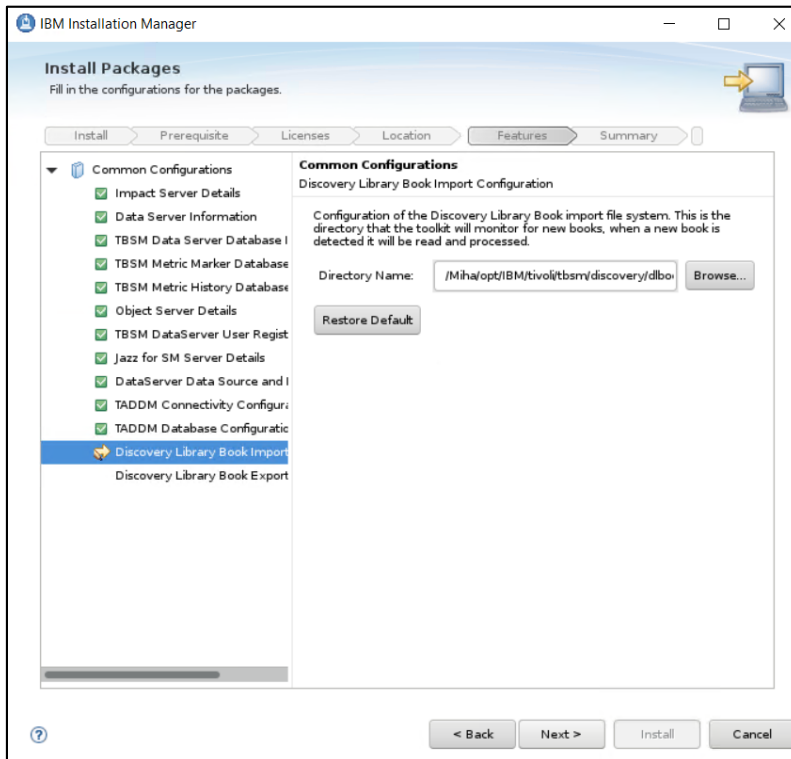 IBM Installation Manager
Install Packages
Fill in the configurations for the packages.
Install Prerequisite Licenses Location Features Summary
Common Configurations
Impact Server Details
Data Server Information
TBSM Data Server Database I
TBSM Metric Marker Database
TBSM Metric History Database
Object Server Details
TBSM DataServer User Regist
Jazz for SM Server Details
DataServer Data Source and I
TADDM Connectivity Configura
TADDM Database Configuratic
Discovery Library Book Import
Discovery Library Book Export
Common Configurations
Discovery Library Book Import Configuration
Configuration of the Discovery Library Book import file system. This is the
directory that the toolkit will monitor for new books, when a new book is
detected it will be read and processed.
Directory Name: /Miha/opt/IBM/tivoli/tbsm/discovery/dlboo Browse...
Restore Default
? < Back Next > Install Cancel